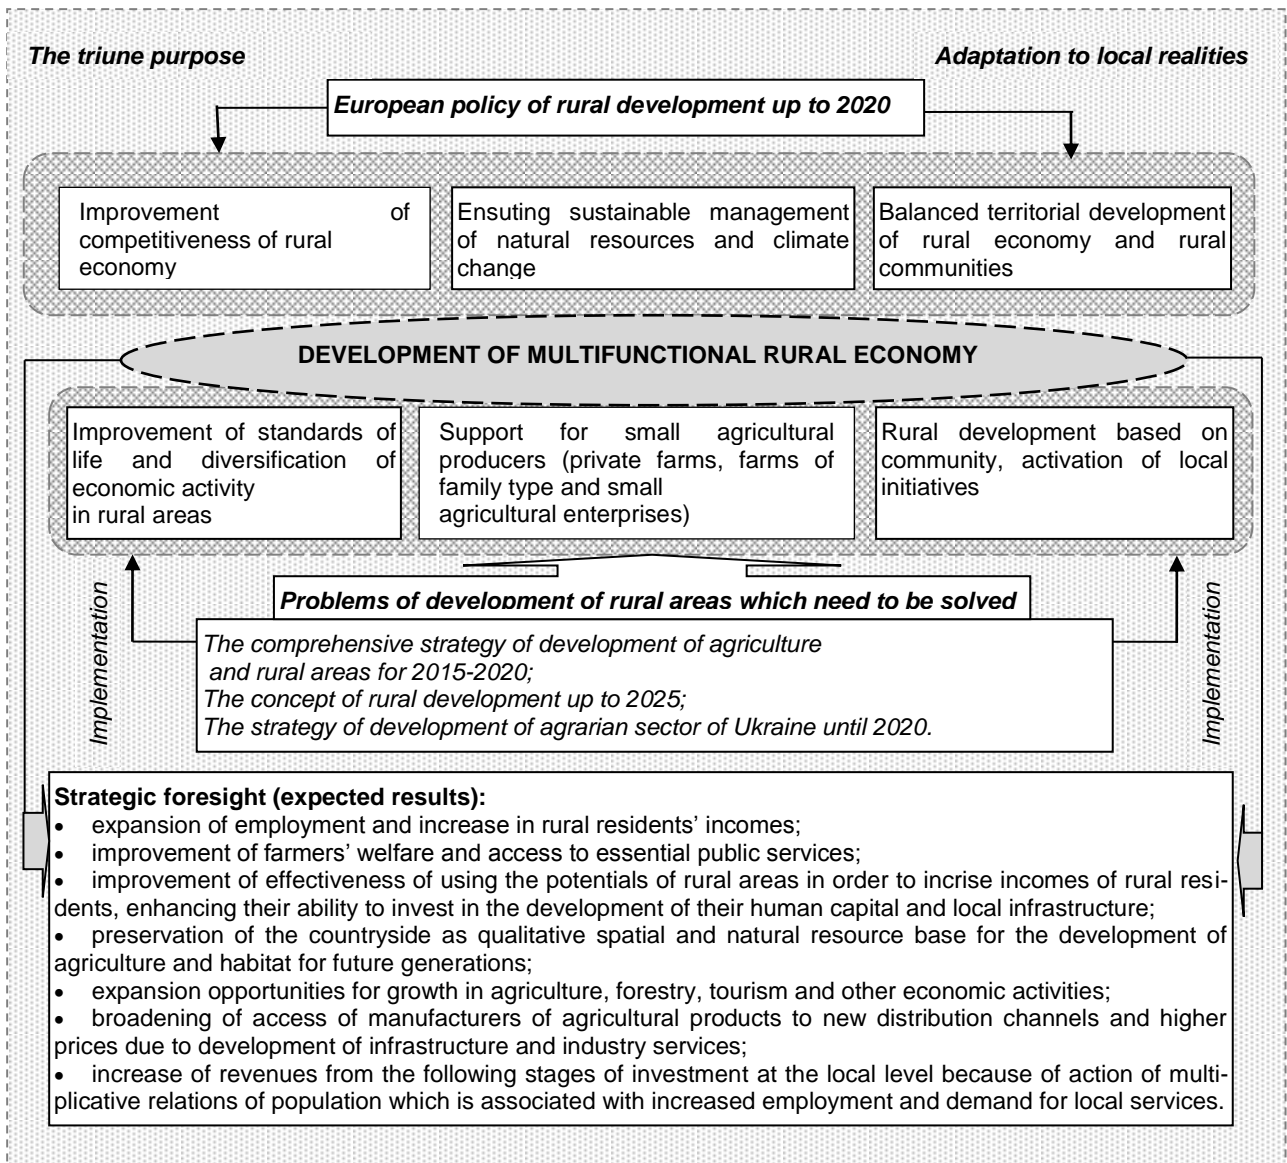 The triune purpose
Adaptation to local realities
European policy of rural development up to 2020
Improvement of
competitiveness of rural
economy
Ensuting sustainable management
of natural resources and climate
change
Balanced territorial development
of rural economy and rural
communities
DEVELOPMENT OF MULTIFUNCTIONAL RURAL ECONOMY
Improvement of standards of
life and diversification of
economic activity
in rural areas
Support for small agricultural
producers (private farms, farms of
family type and small
agricultural enterprises)
Rural development based on
community, activation of local
initiatives
Implementation
Problems of development of rural areas which need to be solved
The comprehensive strategy of development of agriculture
and rural areas for 2015-2020;
The concept of rural development up to 2025;
The strategy of development of agrarian sector of Ukraine until 2020.
Implementation
Strategic foresight (expected results):
• expansion of employment and increase in rural residents’ incomes;
• improvement of farmers’ welfare and access to essential public services;
• improvement of effectiveness of using the potentials of rural areas in order to incrise incomes of rural resi-
dents, enhancing their ability to invest in the development of their human capital and local infrastructure;
• preservation of the countryside as qualitative spatial and natural resource base for the development of
agriculture and habitat for future generations;
• expansion opportunities for growth in agriculture, forestry, tourism and other economic activities;
• broadening of access of manufacturers of agricultural products to new distribution channels and higher
prices due to development of infrastructure and industry services;
• increase of revenues from the following stages of investment at the local level because of action of multi-
plicative relations of population which is associated with increased employment and demand for local services.